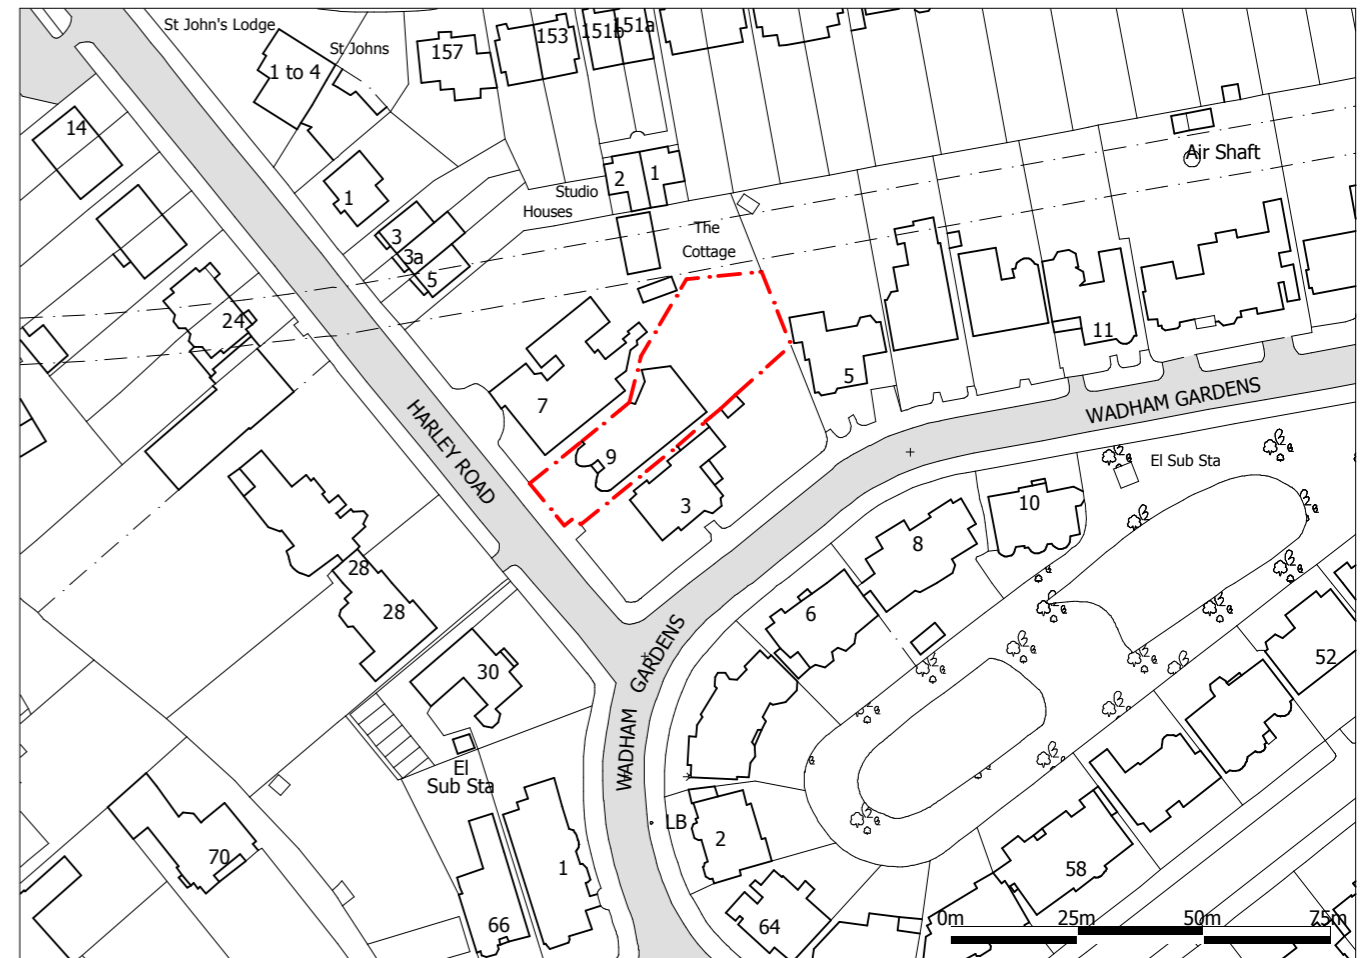 St John's Lodge
St Johns
1 to 4
157
153
151b
151a
14
1
2
1
Studio
Houses
The
Cottage
Air Shaft
3
3a
5
24
7
5
11
HARLEY ROAD
WADHAM GARDENS
9
3
El Sub Sta
10
8
28
28
6
30
52
WADHAM
GARDENS
El
Sub Sta
LB
2
70
1
58
66
64
0m
25m
50m
75m